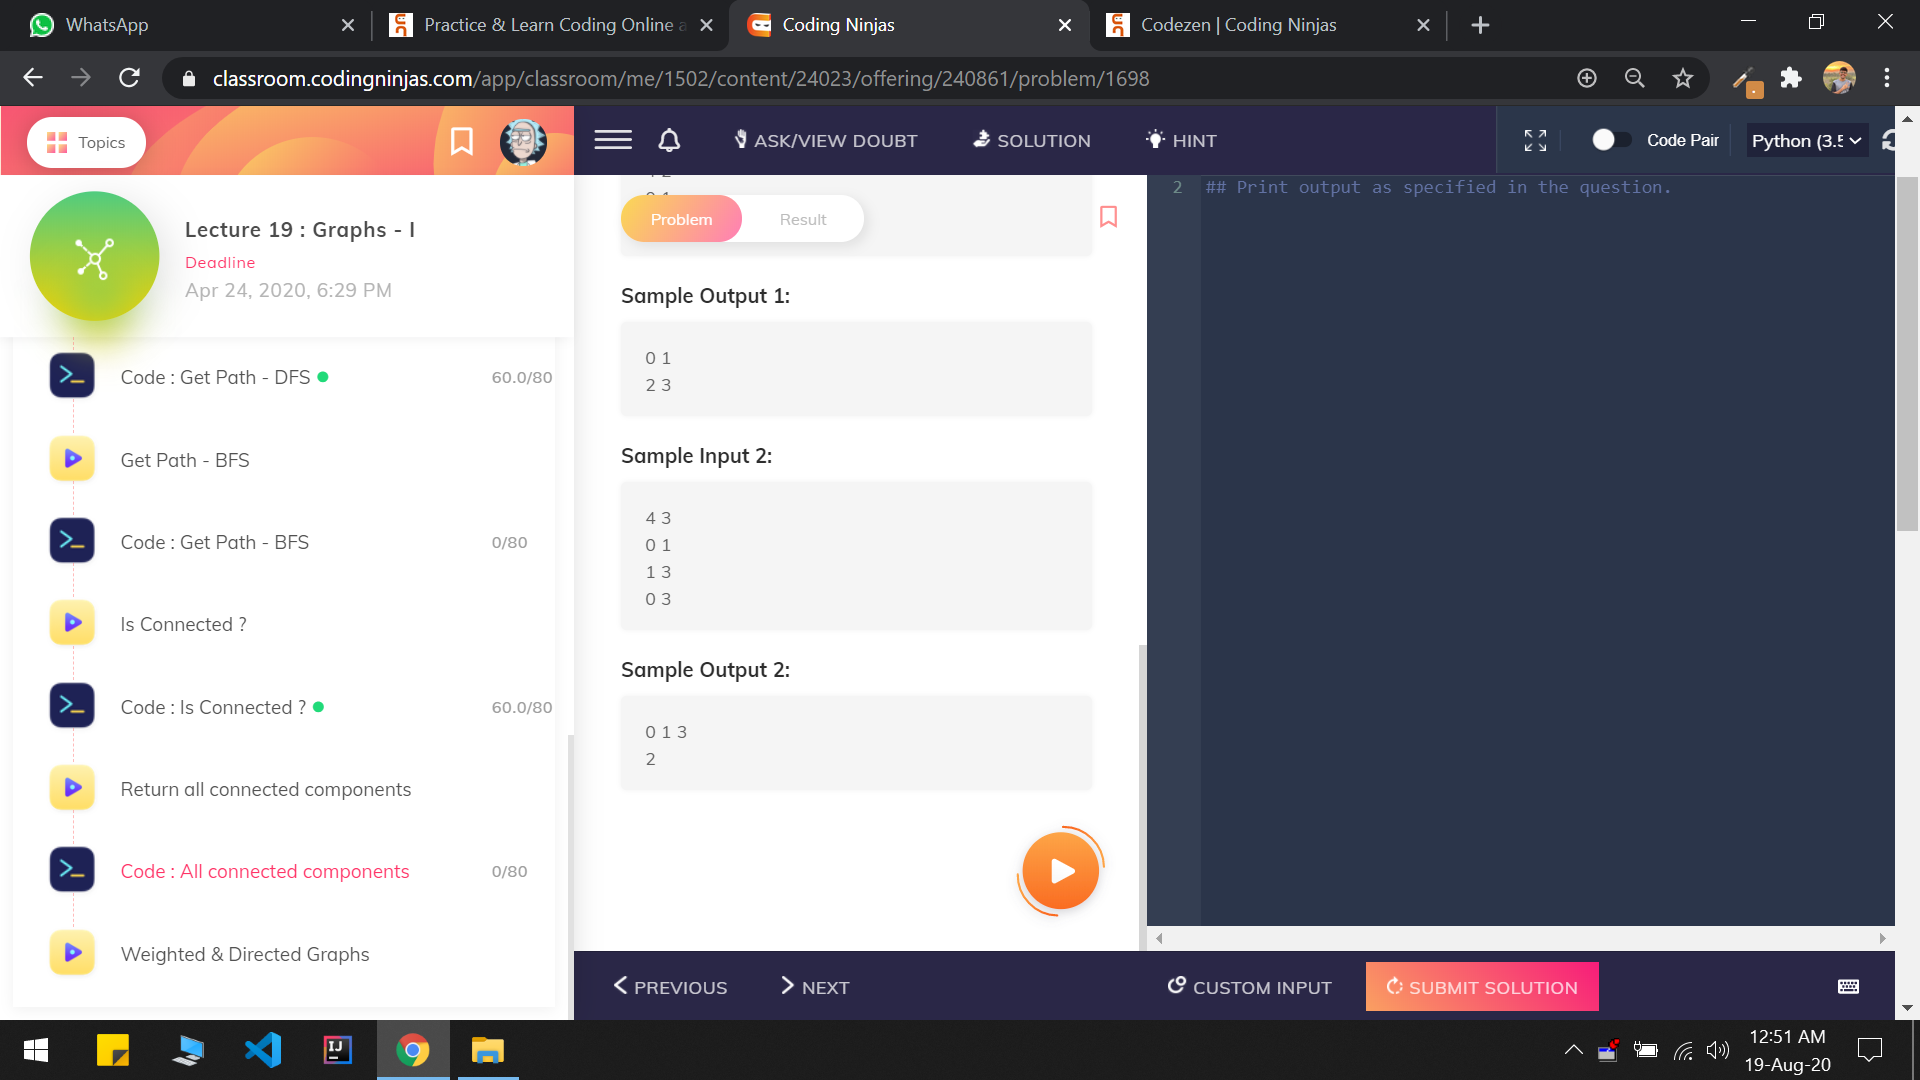 WhatsApp
Practice & Learn Coding Online a
Coding Ninjas
Codezen | Coding Ninjas
classroom.codingninjas.com/app/classroom/me/1502/content/24023/offering/240861/problem/1698
Topics
ASK/VIEW DOUBT
SOLUTION
HINT
Code Pair
Python (3.5
Lecture 19 : Graphs - I
Deadline
Apr 24, 2020, 6:29 PM
Code : Get Path - DFS
60.0/80
Get Path - BFS
Code : Get Path - BFS
0/80
Is Connected ?
Code : Is Connected ?
60.0/80
Return all connected components
Code : All connected components
0/80
Weighted & Directed Graphs
Problem
Result
Sample Output 1:
0 1
2 3
Sample Input 2:
4 3
0 1
1 3
0 3
Sample Output 2:
0 1 3
2
2
## Print output as specified in the question.
PREVIOUS
NEXT
CUSTOM INPUT
SUBMIT SOLUTION
12:51 AM
19-Aug-20